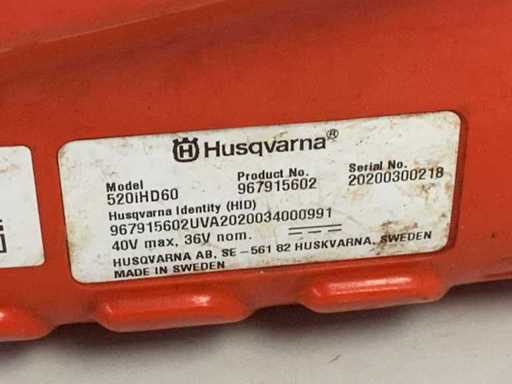 Husqvarna®
Model Product No. Serial No.
520iHD60 967915602 20200300218
Husqvarna Identity (HID)
967915602UVA2020034000991
40V max, 36V nom.
HUSQVARNA AB, SE-561 82 HUSKVARNA, SWEDEN
MADE IN SWEDEN